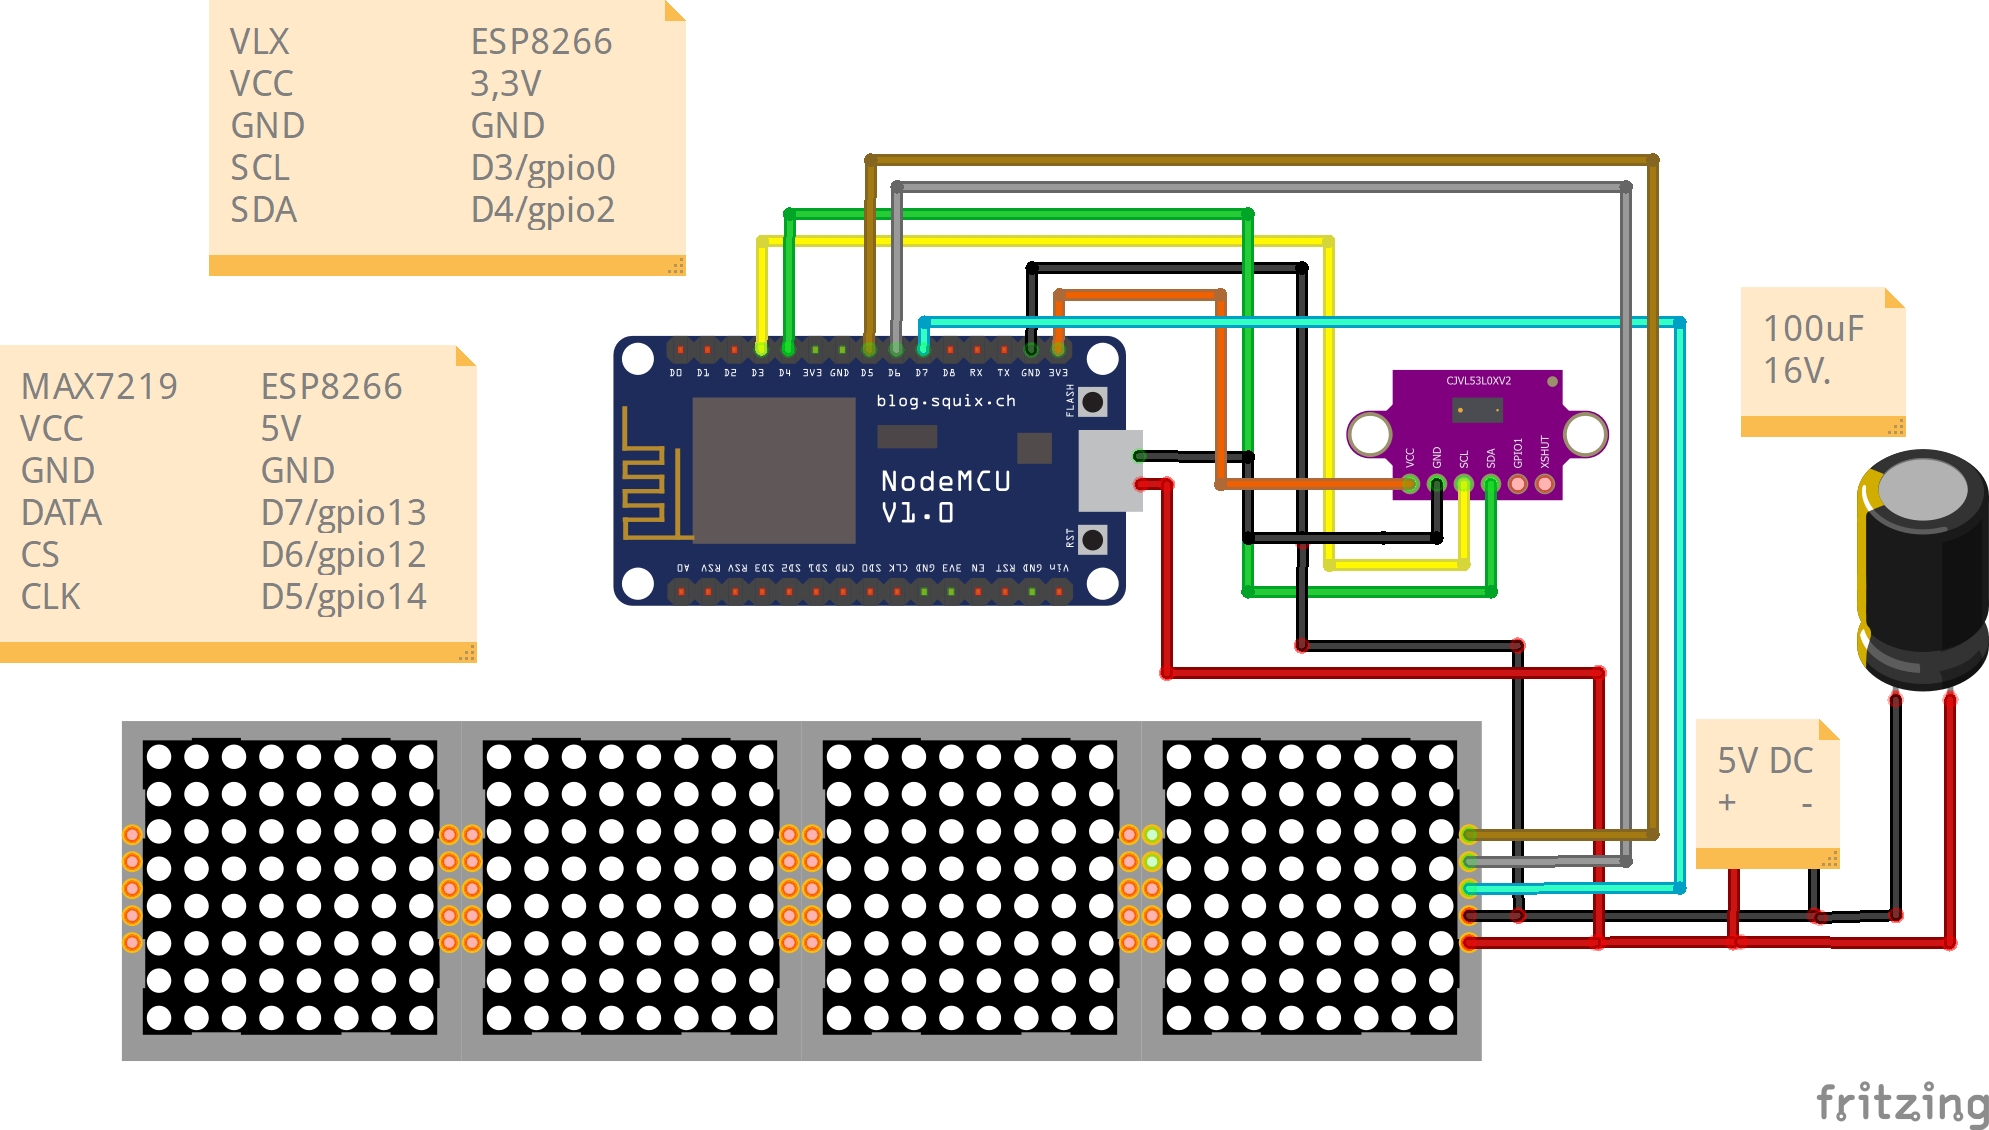 VLX ESP8266
VCC 3,3V
GND GND
SCL D3/gpio0
SDA D4/gpio2
MAX7219 ESP8266
VCC 5V
GND GND
DATA D7/gpio13
CS D6/gpio12
CLK D5/gpio14
D0 D1 D2 D3 D4 3V3 GND D5 D6 D7 D8 RX TX GND 3V3
blog.squix.ch
FLASH
NodeMCU
V1.0
RST
A0 RSV RSV SD3 SD2 SD1 CMD SD0 CLK GND 3V3 EN RST GND Vin
CJVL53L0XV2
VCC GND SCL SDA GPIO1 XSHUT
100uF
16V.
5V DC
+ -
fritzing